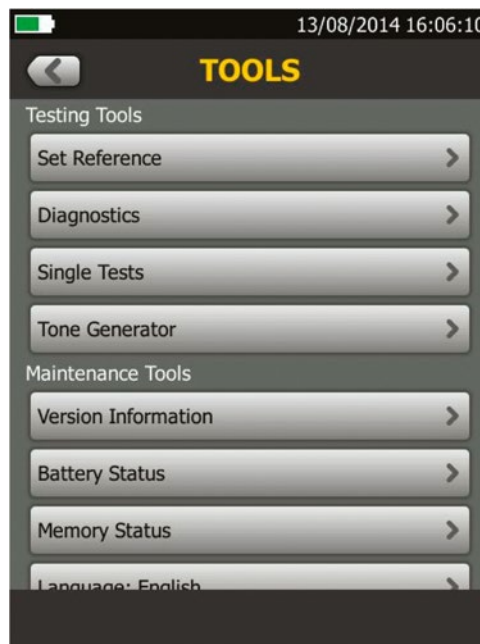 13/08/2014 16:06:10
TOOLS
Testing Tools
Set Reference
Diagnostics
Single Tests
Tone Generator
Maintenance Tools
Version Information
Battery Status
Memory Status
Language: English